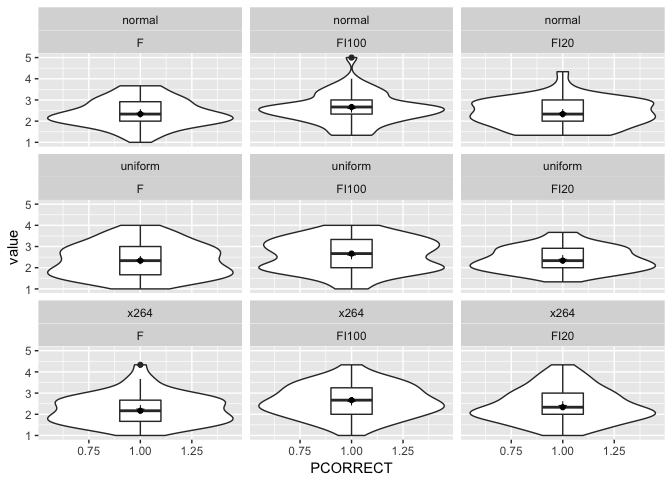 normal normal normal
F FI100 FI20
5
4
3
2
1
uniform uniform uniform
F FI100 FI20
5
4
3
2
1
value
x264 x264 x264
F FI100 FI20
5
4
3
2
1
0.75 1.00 1.25 0.75 1.00 1.25 0.75 1.00 1.25
PCORRECT